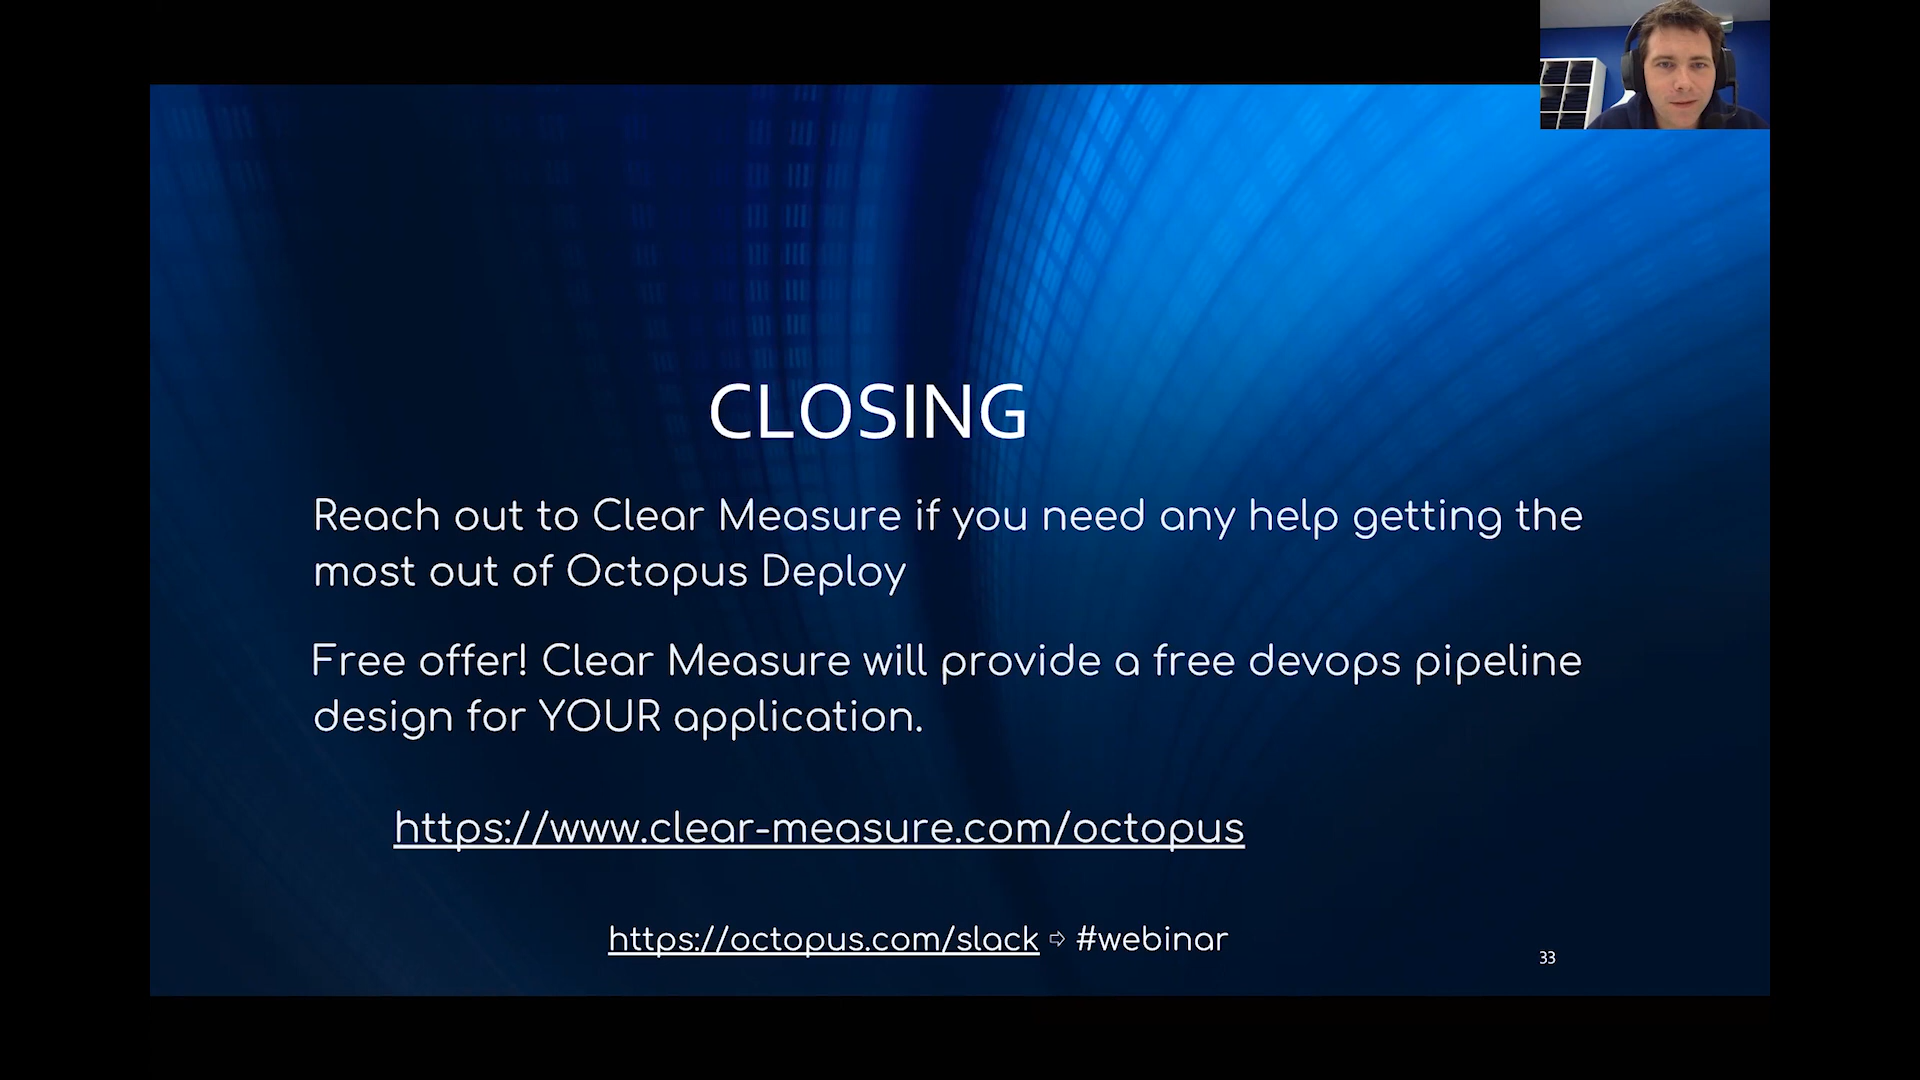 CLOSING
Reach out to Clear Measure if you need any help getting the
most out of Octopus Deploy
Free offer! Clear Measure will provide a free devops pipeline
design for YOUR application.
https://www.clear-measure.com/octopus
https://octopus.com/slack ⇨ #webinar
33